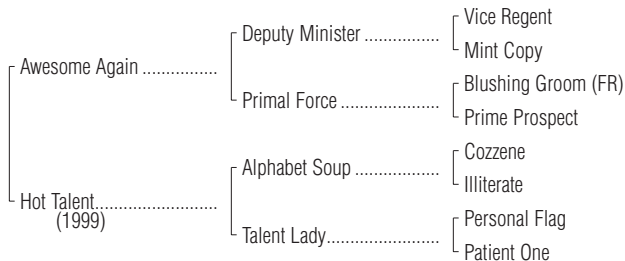 Vice Regent
Deputy Minister ................
Mint Copy
Awesome Again ................
Blushing Groom (FR)
Primal Force .....................
Prime Prospect
Cozzene
Alphabet Soup ..................
Illiterate
Hot Talent..........................
(1999)
Personal Flag
Talent Lady........................
Patient One